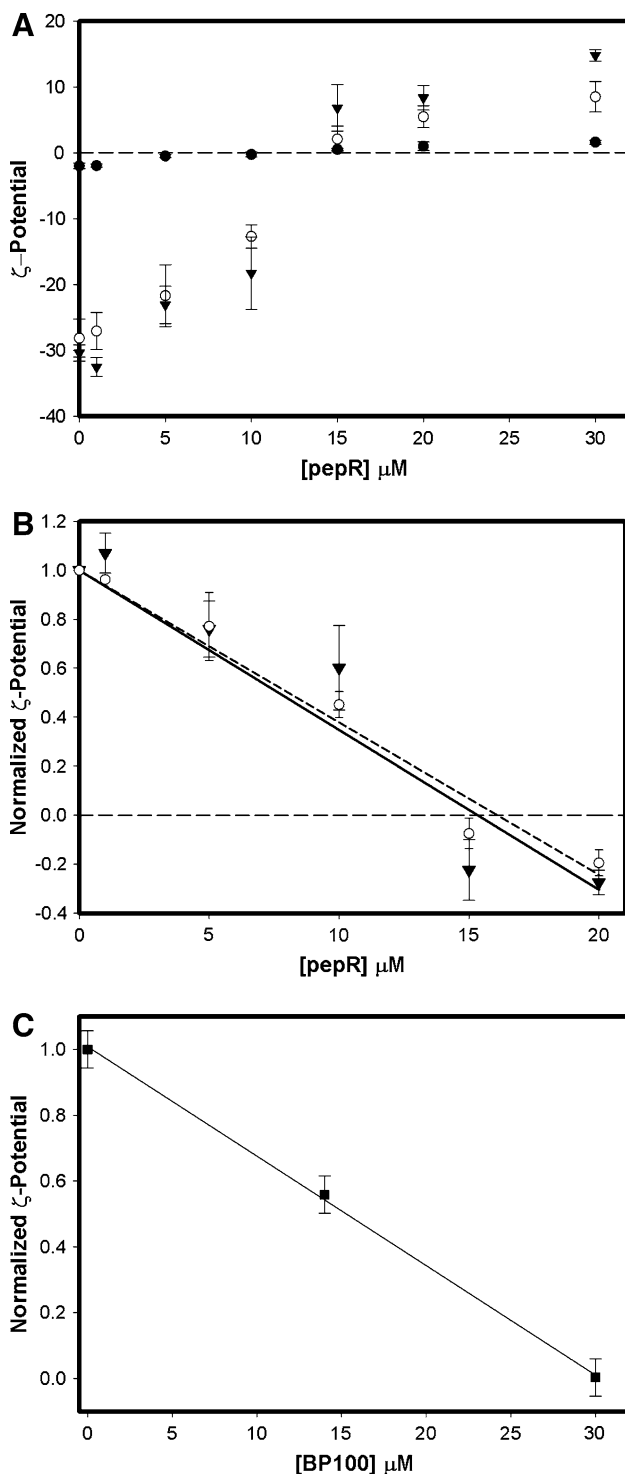 A
20
10
0
-10
-20
-30
-40
ζ–Potential
0 5 10 15 20 25 30
[pepR] μM
B
1.2
1.0
0.8
0.6
0.4
0.2
0.0
-0.2
-0.4
Normalized ζ-Potential
0 5 10 15 20
[pepR] μM
C
1.0
0.8
0.6
0.4
0.2
0.0
Normalized ζ-Potential
0 5 10 15 20 25 30
[BP100] μM